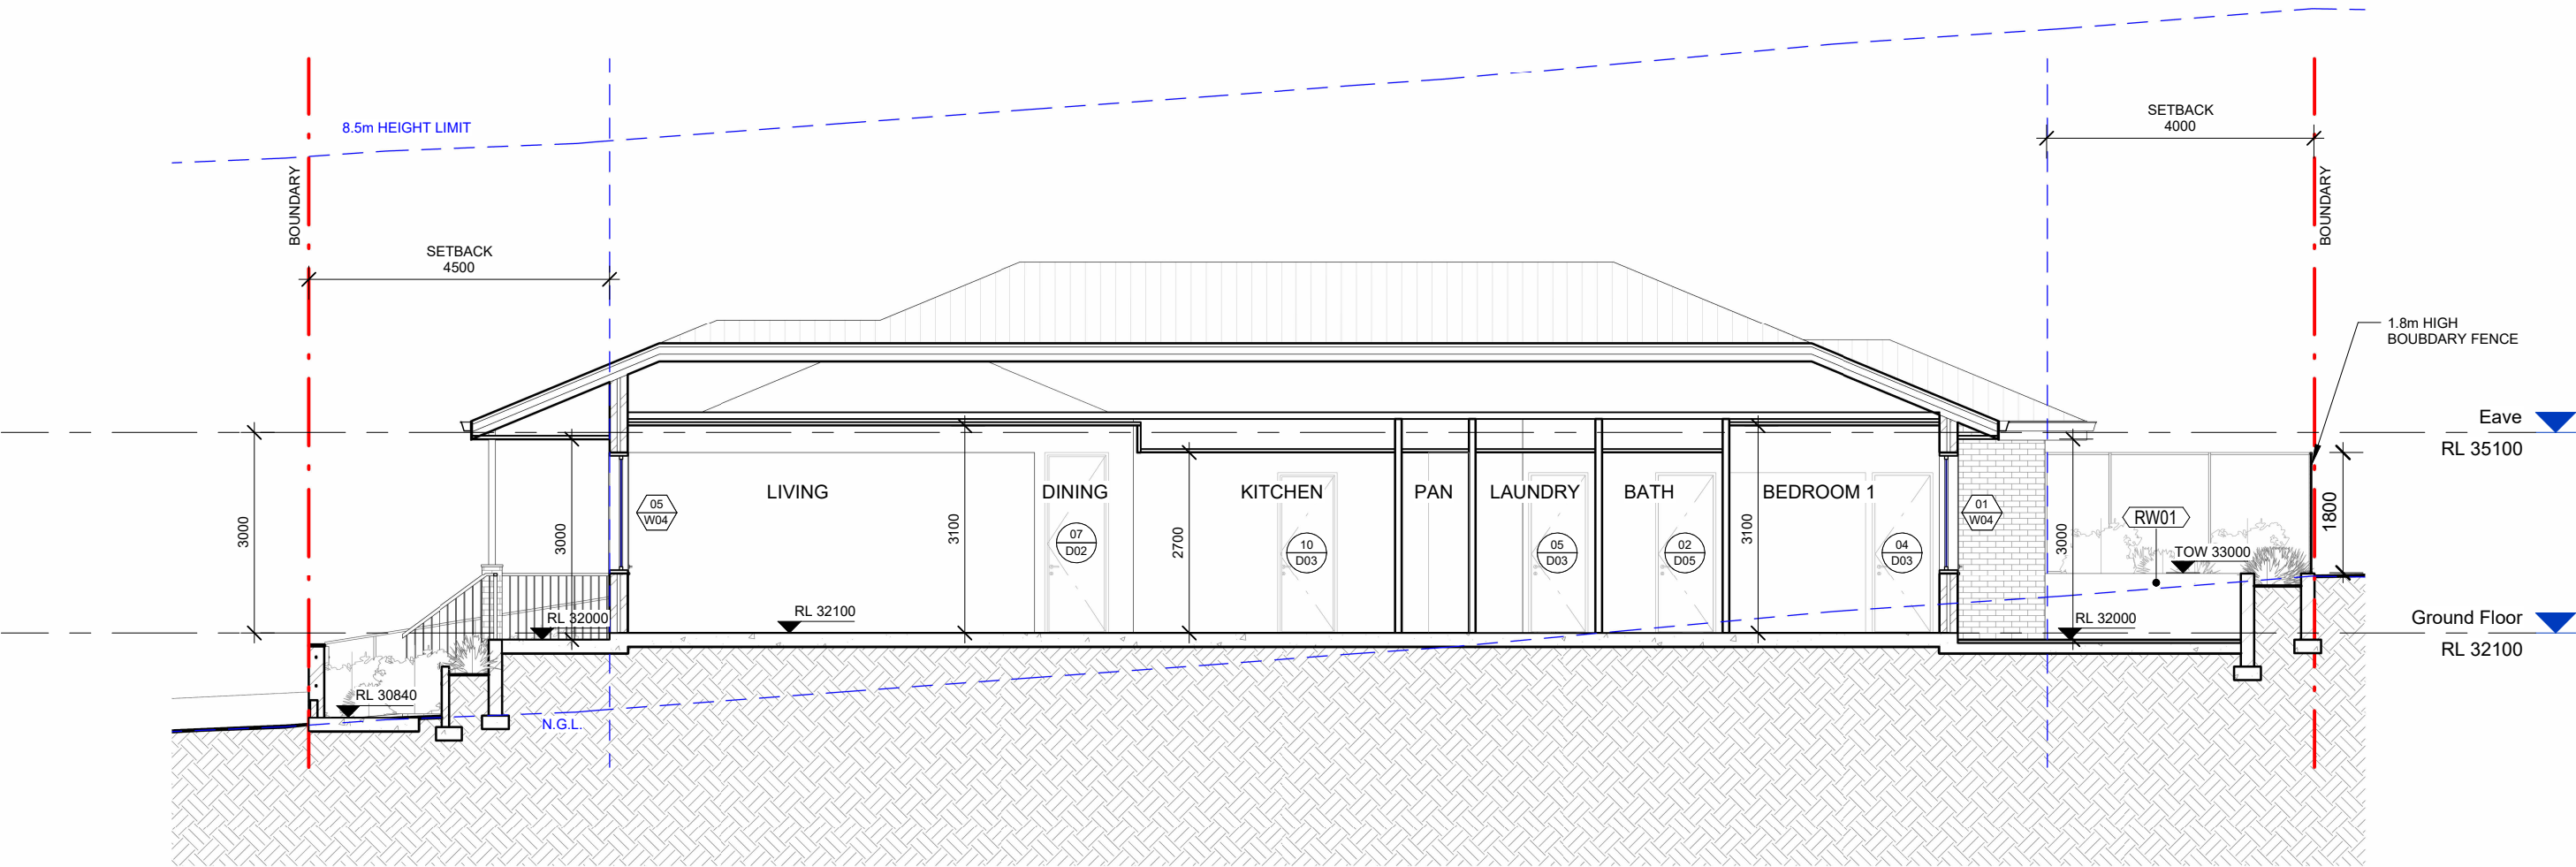 8.5m HEIGHT LIMIT
BOUNDARY
SETBACK
4500
SETBACK
4000
BOUNDARY
1.8m HIGH
BOUBDARY FENCE
Eave
RL 35100
Ground Floor
RL 32100
3000
3000
05
W04
LIVING
3100
DINING
07
D02
2700
KITCHEN
10
D03
PAN
LAUNDRY
05
D03
BATH
02
D05
BEDROOM 1
3100
04
D03
01
W04
3000
RW01
TOW 33000
1800
RL 32000
RL 32100
RL 32000
RL 30840
N.G.L.